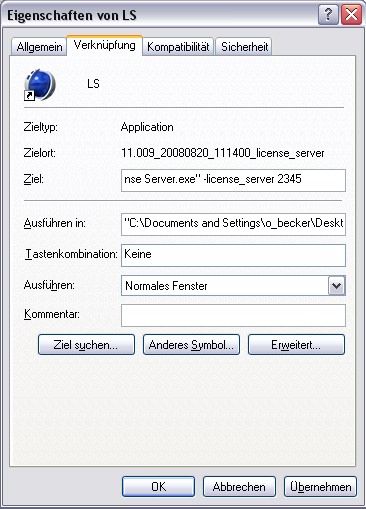 Eigenschaften von LS
Allgemein Verknüpfung Kompatibilität Sicherheit
LS
Zieltyp: Application
Zielort: 11.009_20080820_111400_license_server
Ziel: nse Server.exe" -license_server 2345
Ausführen in: "C:\Documents and Settings\o_becker\Deskt
Tastenkombination: Keine
Ausführen: Normales Fenster
Kommentar:
Ziel suchen... Anderes Symbol... Erweitert...
OK Abbrechen Übernehmen